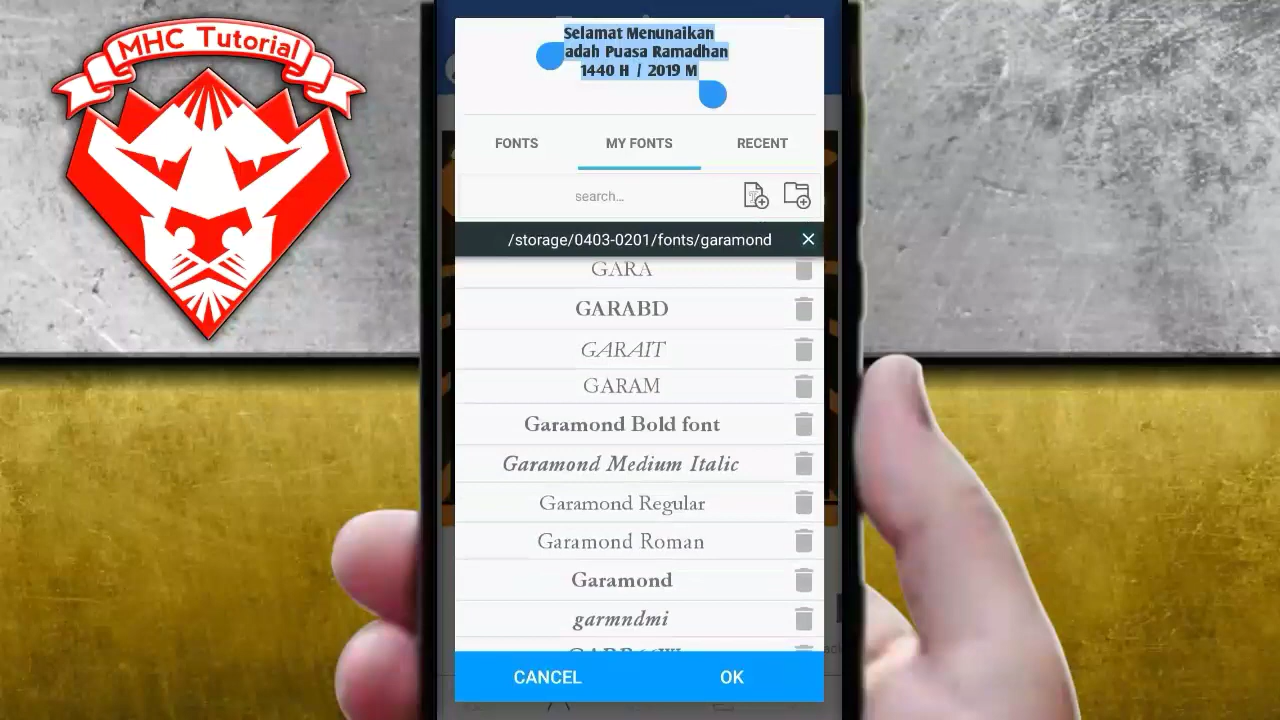 MHC Tutorial
Selamat Menunaikan
adah Puasa Ramadhan
1440 H / 2019 M
FONTS MY FONTS RECENT
search...
/storage/0403-0201/fonts/garamond
GARA
GARABD
GARAIT
GARAM
Garamond Bold font
Garamond Medium Italic
Garamond Regular
Garamond Roman
Garamond
garmndmi
CANCEL OK